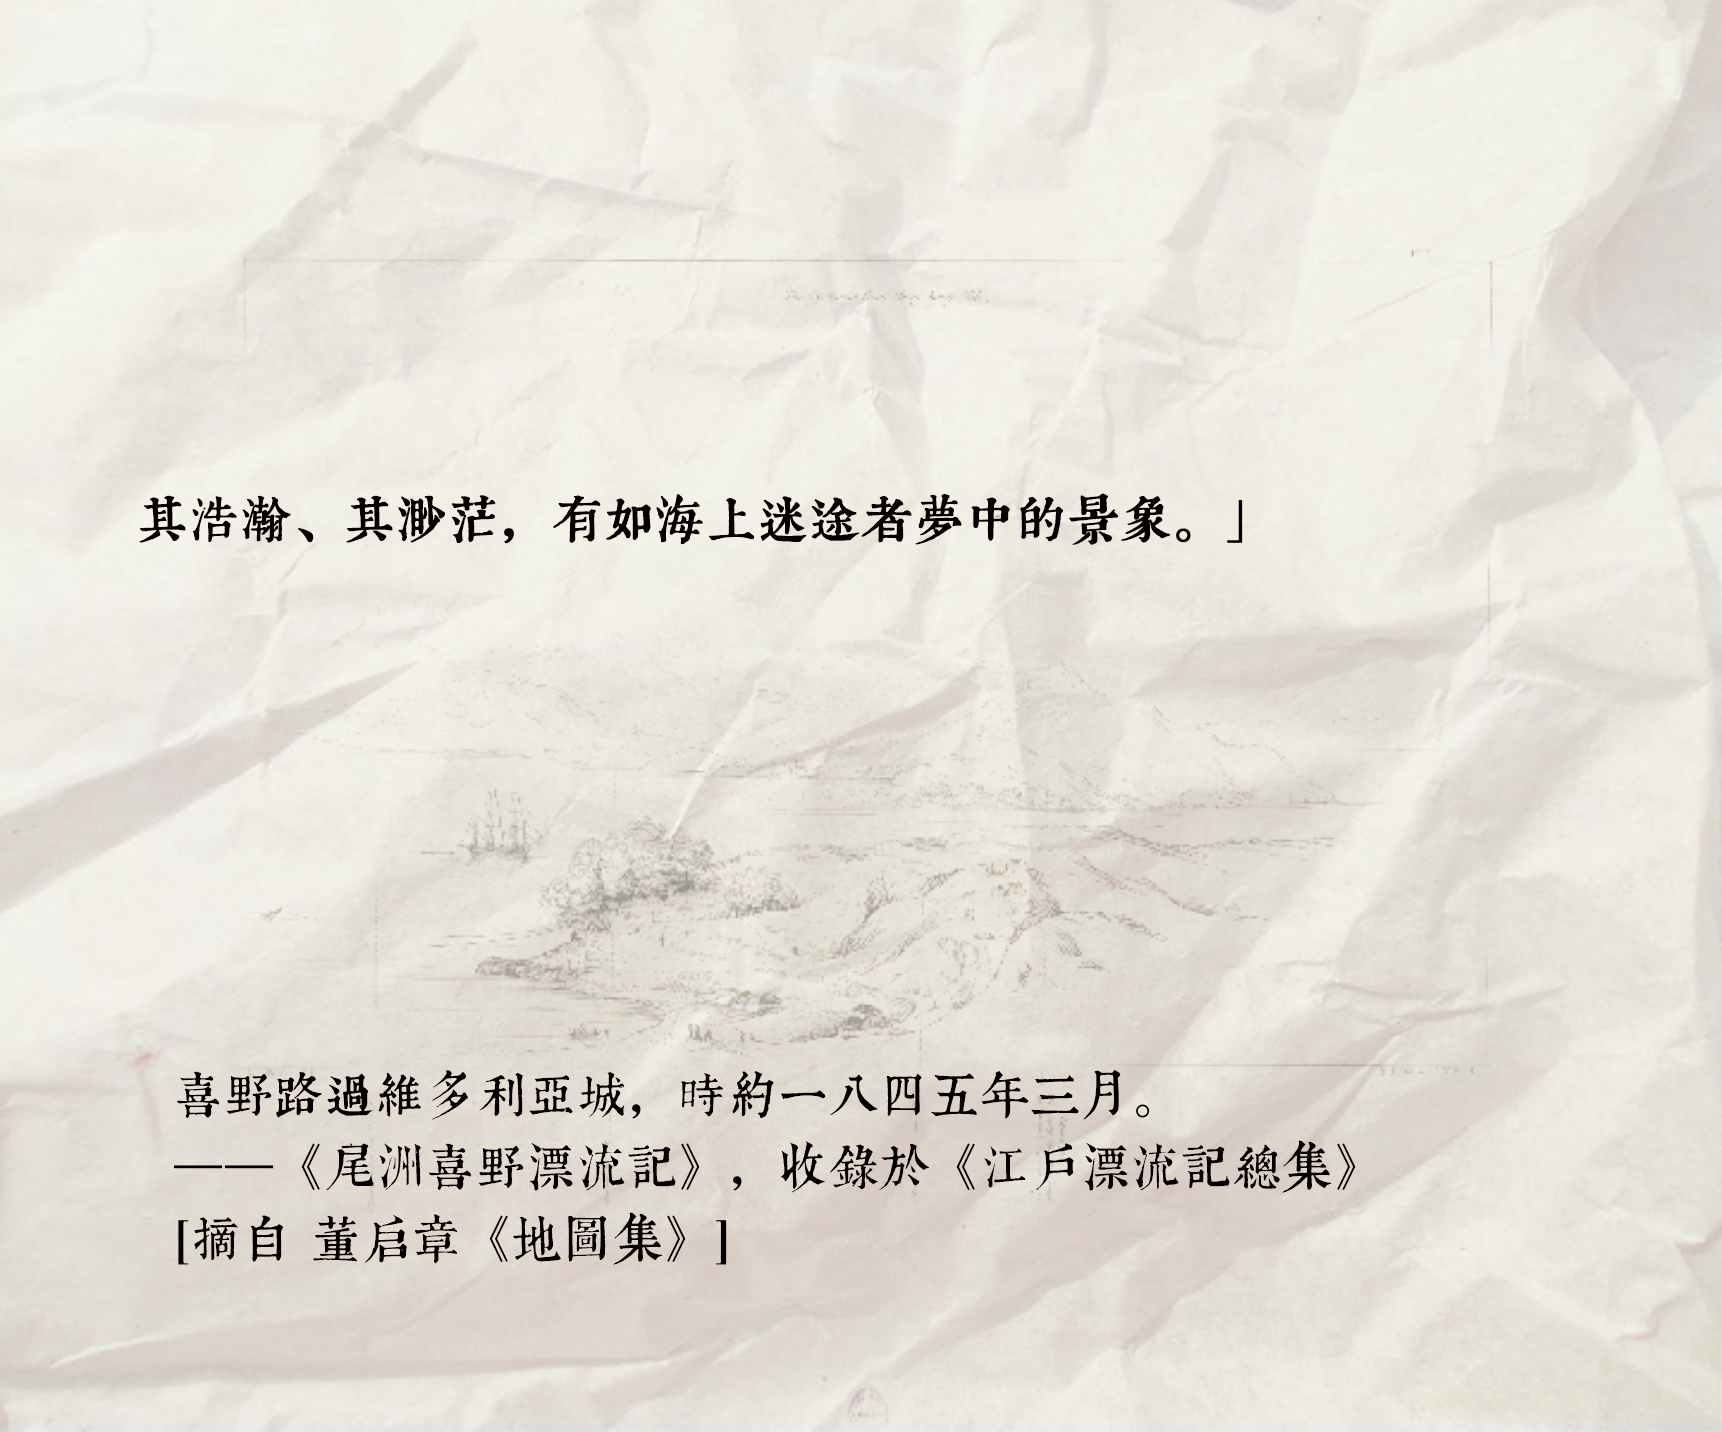 其浩瀚、其渺茫，有如海上迷途者夢中的景象。」
喜野路過維多利亞城，時約一八四五年三月。
——《尾洲喜野漂流記》，收錄於《江戶漂流記總集》
[摘自 董启章《地圖集》]